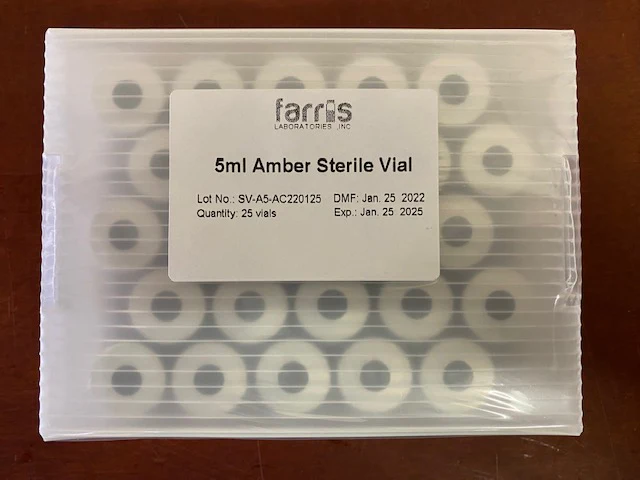 farris
LABORATORIES ,INC
5ml Amber Sterile Vial
Lot No.: SV-A5-AC220125 DMF: Jan. 25 2022
Quantity: 25 vials Exp.: Jan. 25 2025